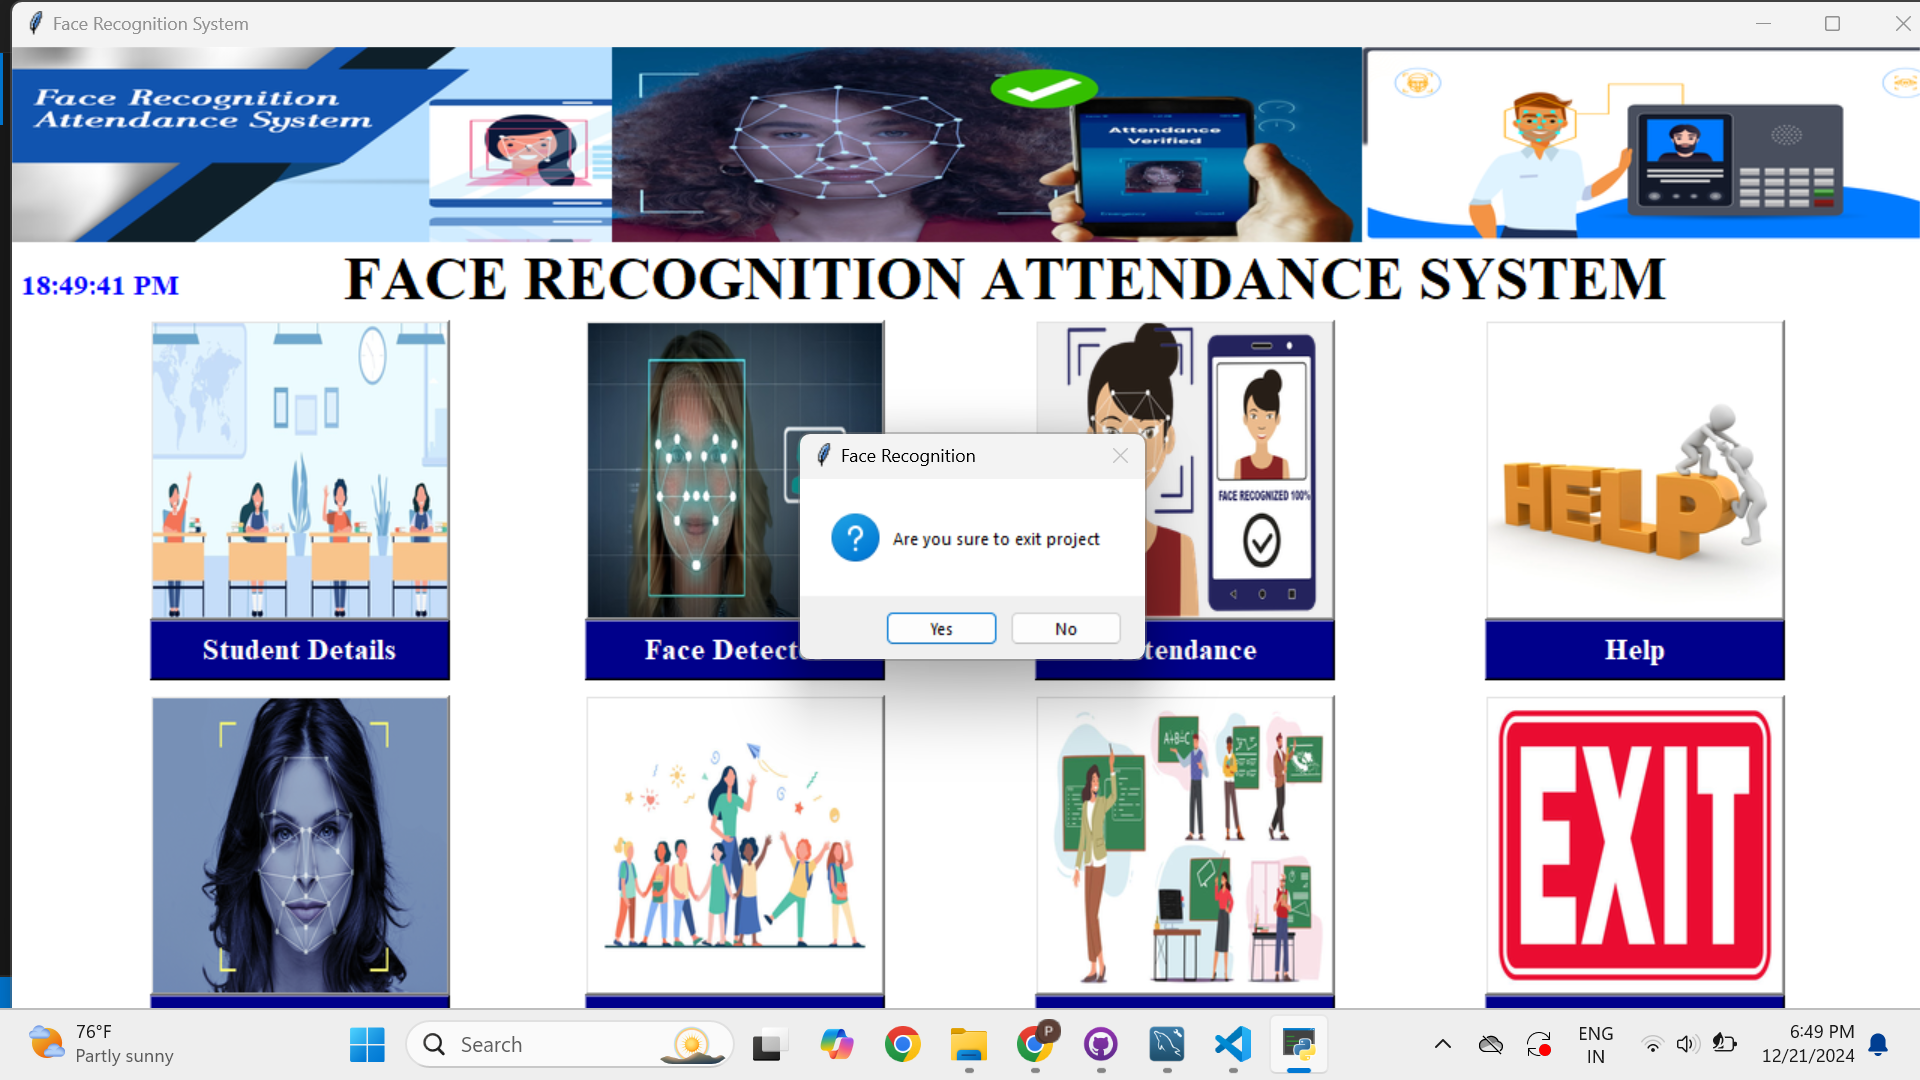 Face Recognition System
Face Recognition
Attendance System
Attendance
Verified
Emergency
Cancel
18:49:41 PM
FACE RECOGNITION ATTENDANCE SYSTEM
FACE RECOGNIZED 100%
HELP
Face Recognition
?
Are you sure to exit project
Yes
No
Student Details
Face Detect
tendance
Help
A+B=C
EXIT
76°F
Partly sunny
Search
P
ENG
IN
6:49 PM
12/21/2024